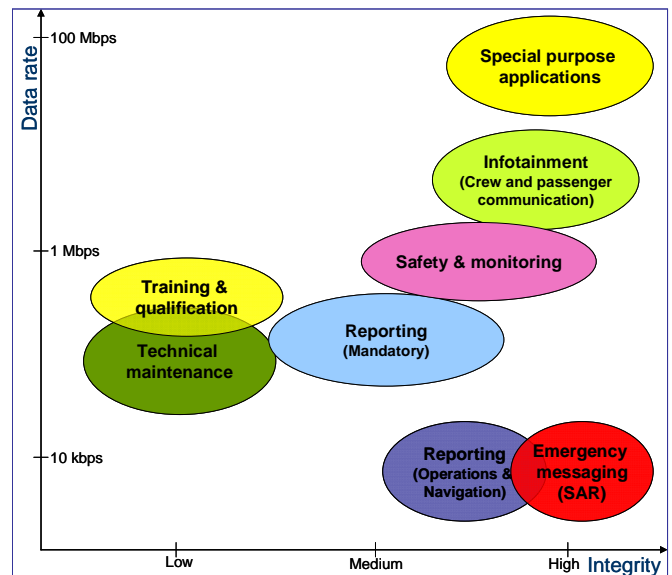 Data rate
100 Mbps
Special purpose
applications
Infotainment
(Crew and passenger
communication)
1 Mbps
Safety & monitoring
Training &
qualification
Reporting
(Mandatory)
Technical
maintenance
10 kbps
Reporting
(Operations &
Navigation)
Emergency
messaging
(SAR)
Low
Medium
High
Integrity